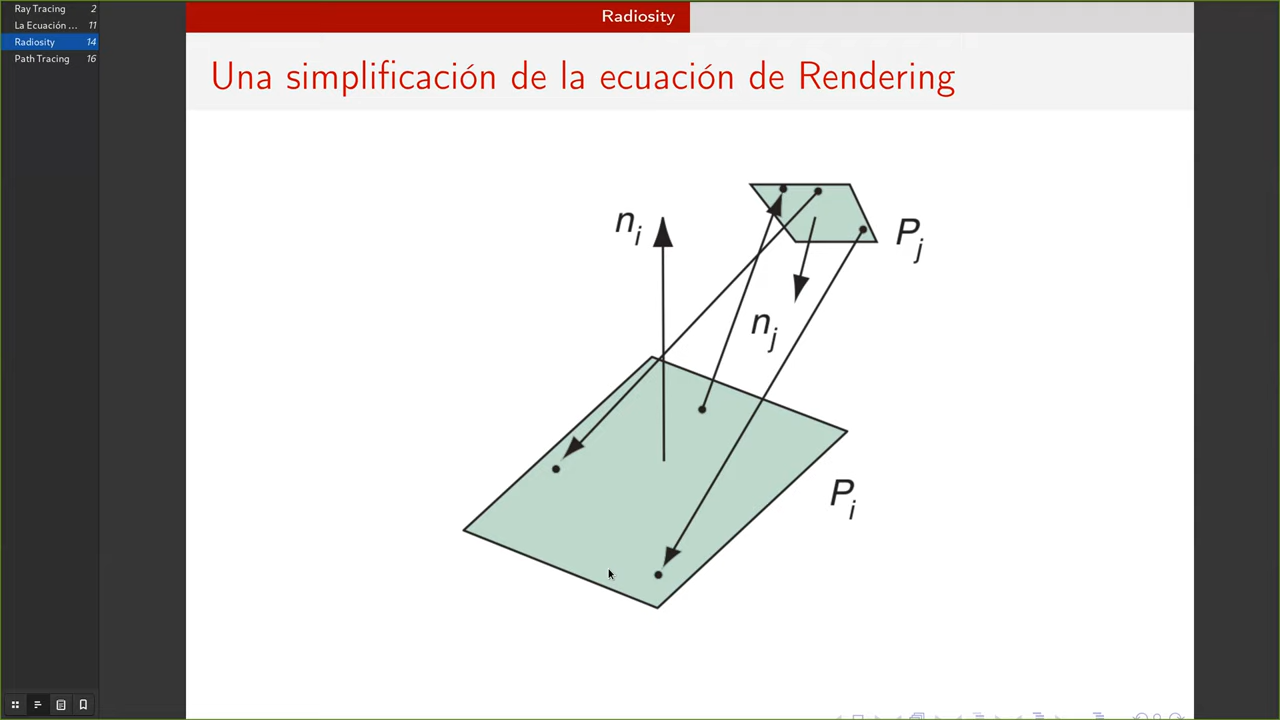 Ray Tracing 2
La Ecuación ... 11
Radiosity 14
Path Tracing 16
Radiosity
Una simplificación de la ecuación de Rendering
n_i
P_j
n_j
P_i